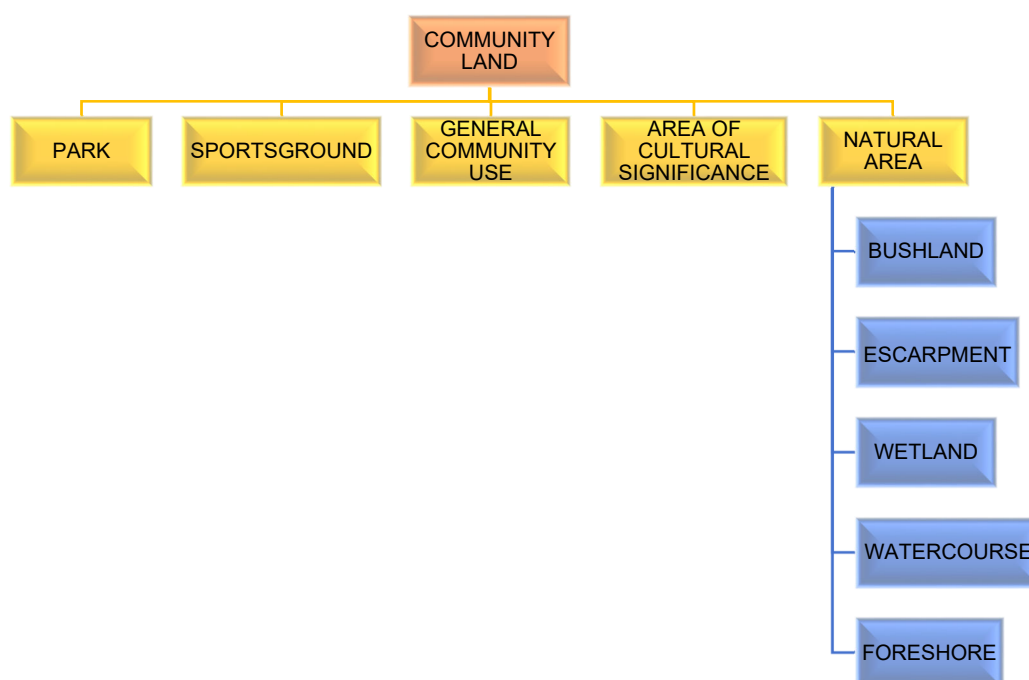 COMMUNITY
LAND
PARK
SPORTSGROUND
GENERAL
COMMUNITY
USE
AREA OF
CULTURAL
SIGNIFICANCE
NATURAL
AREA
BUSHLAND
ESCARPMENT
WETLAND
WATERCOURSE
FORESHORE